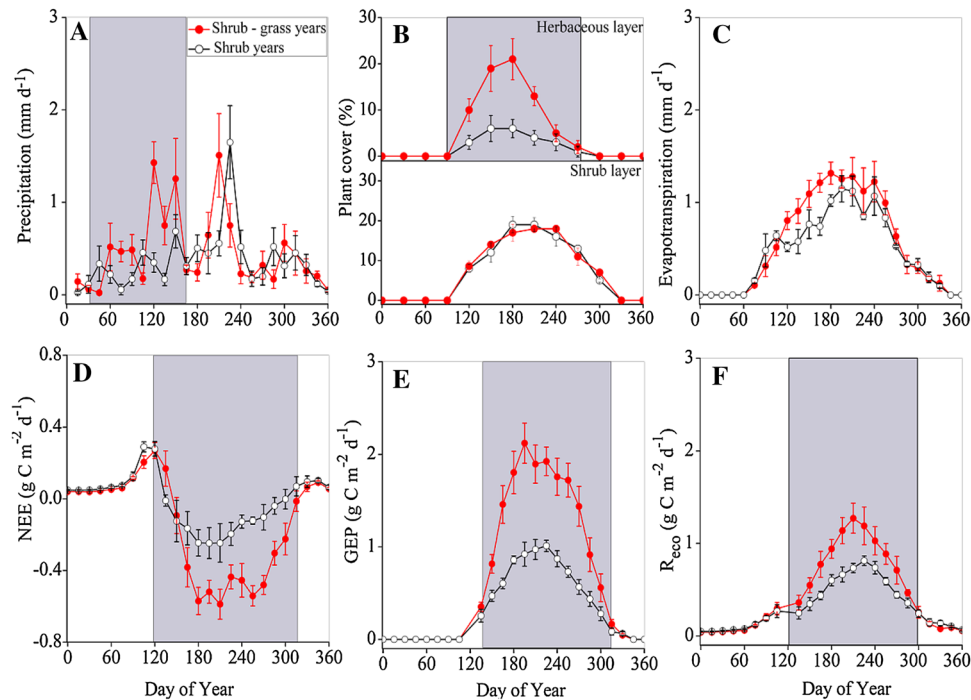 A
Shrub - grass years
Shrub years
Precipitation (mm d⁻¹)
3
2
1
0
0 60 120 180 240 300 360
B
Herbaceous layer
Shrub layer
Plant cover (%)
30
20
10
0
30
20
10
0
0 60 120 180 240 300 360
C
Evapotranspiration (mm d⁻¹)
3
2
1
0
0 60 120 180 240 300 360
D
NEE (g C m⁻² d⁻¹)
0.8
0.4
0.0
-0.4
-0.8
0 60 120 180 240 300 360
Day of Year
E
GEP (g C m⁻² d⁻¹)
3
2
1
0
0 60 120 180 240 300 360
Day of Year
F
Reco (g C m⁻² d⁻¹)
3
2
1
0
0 60 120 180 240 300 360
Day of Year